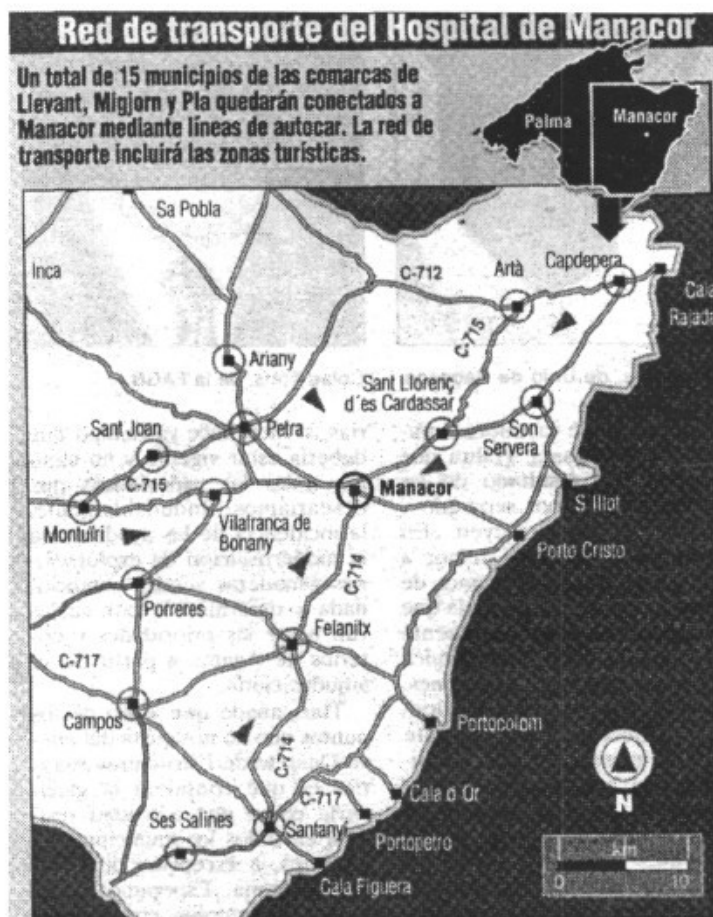 Red de transporte del Hospital de Manacor
Un total de 15 municipios de las comarcas de
Llevant, Migjorn y Pla quedarán conectados a
Manacor mediante líneas de autocar. La red de
transporte incluirá las zonas turísticas.
Palma
Manacor
Sa Pobla
Inca
C-712
Artà
Capdepera
Cala
Rajada
C-715
Ariany
Sant Llorenç
d'es Cardassar
Son
Servera
Sant Joan
Petra
C-715
Manacor
S. Illot
Montuïri
Vilafranca de
Bonany
Porto Cristo
C-714
Porreres
Felanitx
C-717
Campos
Portocolom
C-714
N
C-717
Cala d'Or
Ses Salines
Santanyí
Portopetro
Cala Figuera
km
0
10